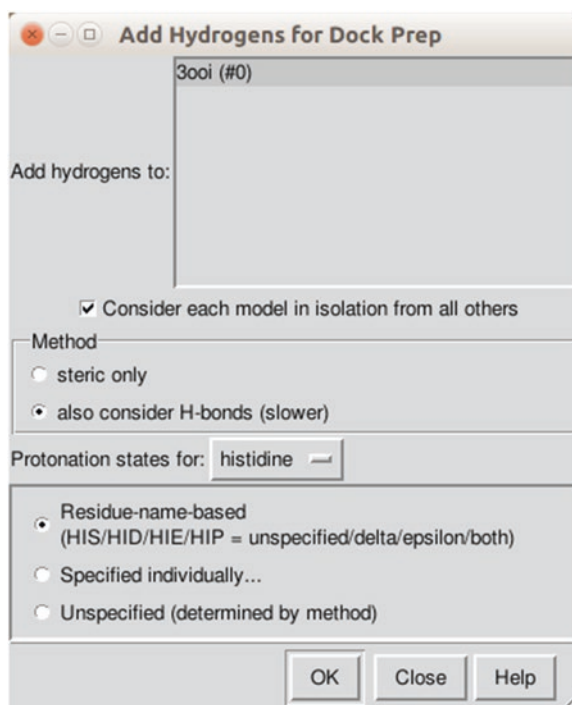 Add Hydrogens for Dock Prep
3ooi (#0)
Add hydrogens to:
Consider each model in isolation from all others
Method
steric only
also consider H-bonds (slower)
Protonation states for: histidine
Residue-name-based
(HIS/HID/HIE/HIP = unspecified/delta/epsilon/both)
Specified individually...
Unspecified (determined by method)
OK Close Help